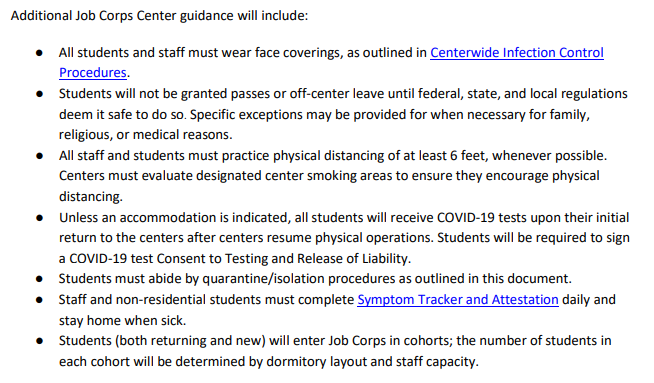 Additional Job Corps Center guidance will include:
● All students and staff must wear face coverings, as outlined in Centerwide Infection Control
Procedures.
● Students will not be granted passes or off-center leave until federal, state, and local regulations
deem it safe to do so. Specific exceptions may be provided for when necessary for family,
religious, or medical reasons.
● All staff and students must practice physical distancing of at least 6 feet, whenever possible.
Centers must evaluate designated center smoking areas to ensure they encourage physical
distancing.
● Unless an accommodation is indicated, all students will receive COVID-19 tests upon their initial
return to the centers after centers resume physical operations. Students will be required to sign
a COVID-19 test Consent to Testing and Release of Liability.
● Students must abide by quarantine/isolation procedures as outlined in this document.
● Staff and non-residential students must complete Symptom Tracker and Attestation daily and
stay home when sick.
● Students (both returning and new) will enter Job Corps in cohorts; the number of students in
each cohort will be determined by dormitory layout and staff capacity.